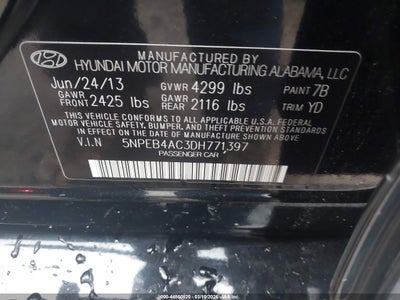 MANUFACTURED BY
HYUNDAI MOTOR MANUFACTURING ALABAMA, LLC
Jun/24/13 GVWR 4299 lbs PAINT 7B
GAWR FRONT 2425 lbs GAWR REAR 2116 lbs TRIM YD
THIS VEHICLE CONFORMS TO ALL APPLICABLE U.S.A. FEDERAL
MOTOR VEHICLE SAFETY, BUMPER, AND THEFT PREVENTION STANDARDS
IN EFFECT ON THE DATE OF MANUFACTURE SHOWN ABOVE.
V.I.N 5NPEB4AC3DH771,397
PASSENGER CAR